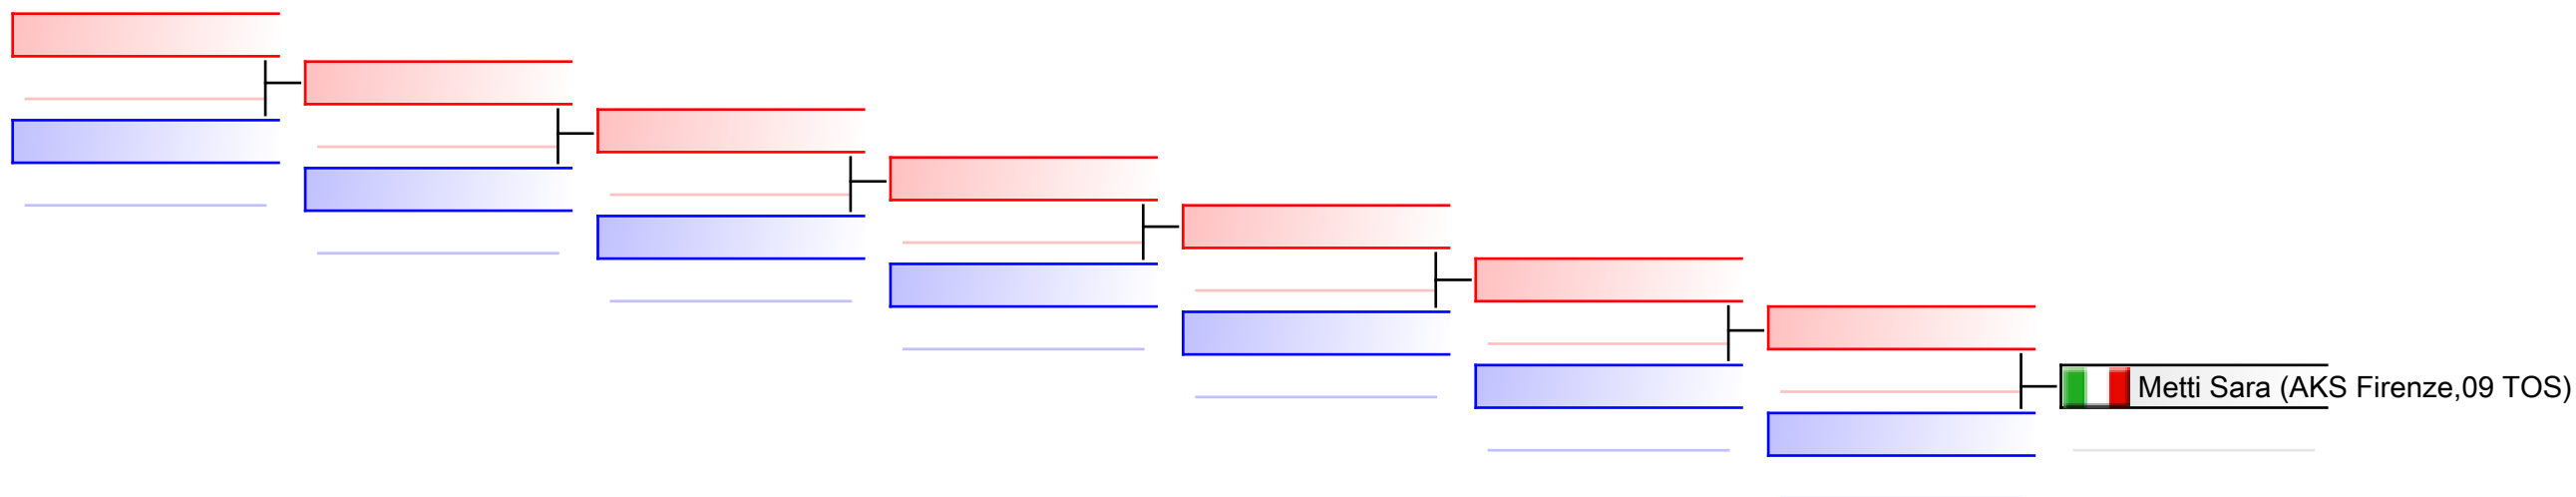 Metti Sara (AKS Firenze,09 TOS)